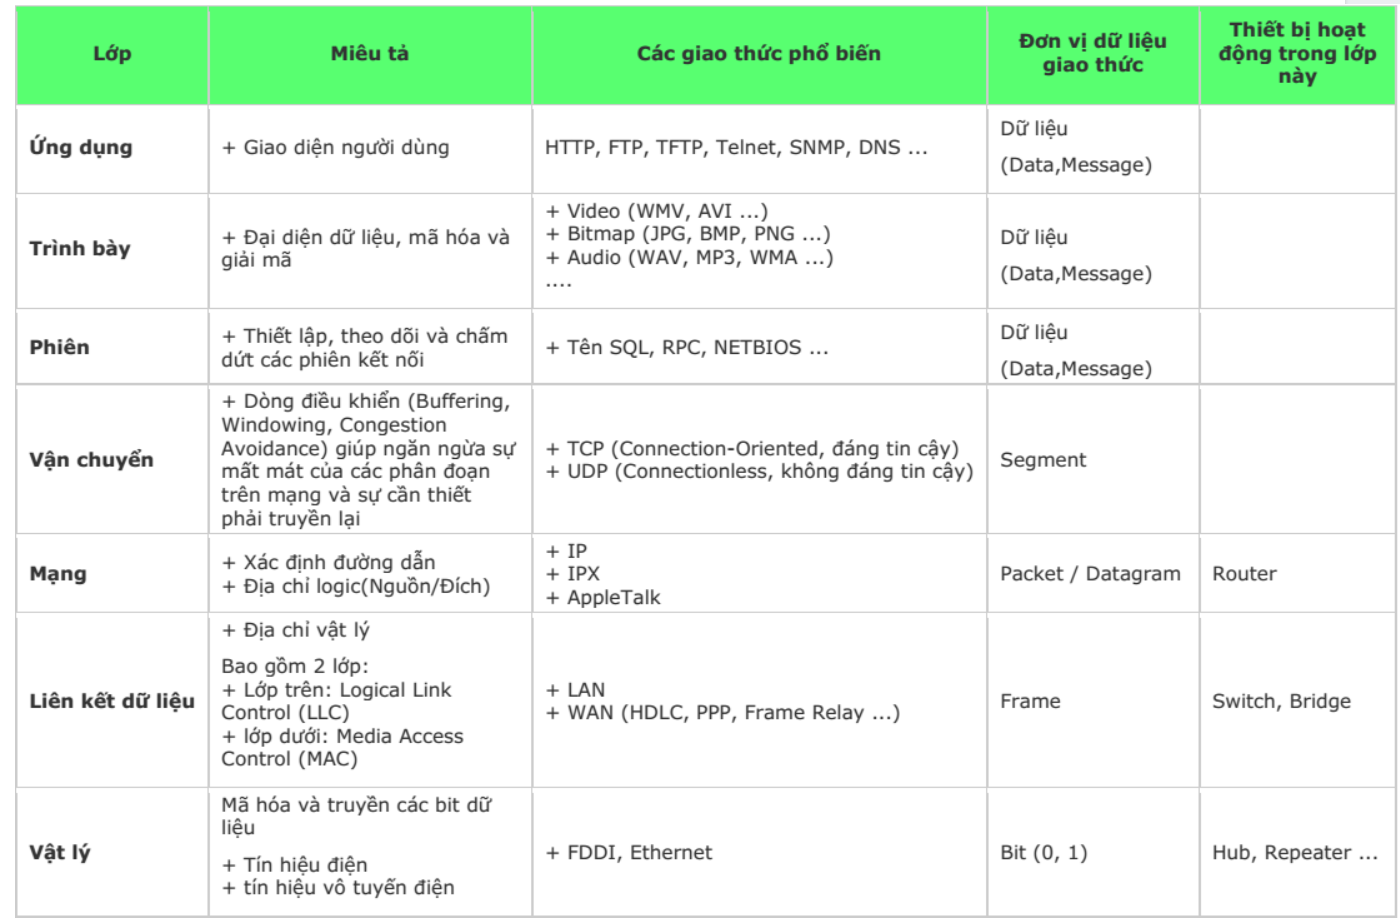 Lớp
Miêu tả
Các giao thức phổ biến
Đơn vị dữ liệu
giao thức
Thiết bị hoạt
động trong lớp
này
Ứng dụng
+ Giao diện người dùng
HTTP, FTP, TFTP, Telnet, SNMP, DNS ...
Dữ liệu
(Data,Message)
Trình bày
+ Đại diện dữ liệu, mã hóa và
giải mã
+ Video (WMV, AVI ...)
+ Bitmap (JPG, BMP, PNG ...)
+ Audio (WAV, MP3, WMA ...)
....
Dữ liệu
(Data,Message)
Phiên
+ Thiết lập, theo dõi và chấm
dứt các phiên kết nối
+ Tên SQL, RPC, NETBIOS ...
Dữ liệu
(Data,Message)
Vận chuyển
+ Dòng điều khiển (Buffering,
Windowing, Congestion
Avoidance) giúp ngăn ngừa sự
mất mát của các phân đoạn
trên mạng và sự cần thiết
phải truyền lại
+ TCP (Connection-Oriented, đáng tin cậy)
+ UDP (Connectionless, không đáng tin cậy)
Segment
Mạng
+ Xác định đường dẫn
+ Địa chỉ logic(Nguồn/Đích)
+ IP
+ IPX
+ AppleTalk
Packet / Datagram
Router
Liên kết dữ liệu
+ Địa chỉ vật lý
Bao gồm 2 lớp:
+ Lớp trên: Logical Link
Control (LLC)
+ lớp dưới: Media Access
Control (MAC)
+ LAN
+ WAN (HDLC, PPP, Frame Relay ...)
Frame
Switch, Bridge
Vật lý
Mã hóa và truyền các bit dữ
liệu
+ Tín hiệu điện
+ tín hiệu vô tuyến điện
+ FDDI, Ethernet
Bit (0, 1)
Hub, Repeater ...